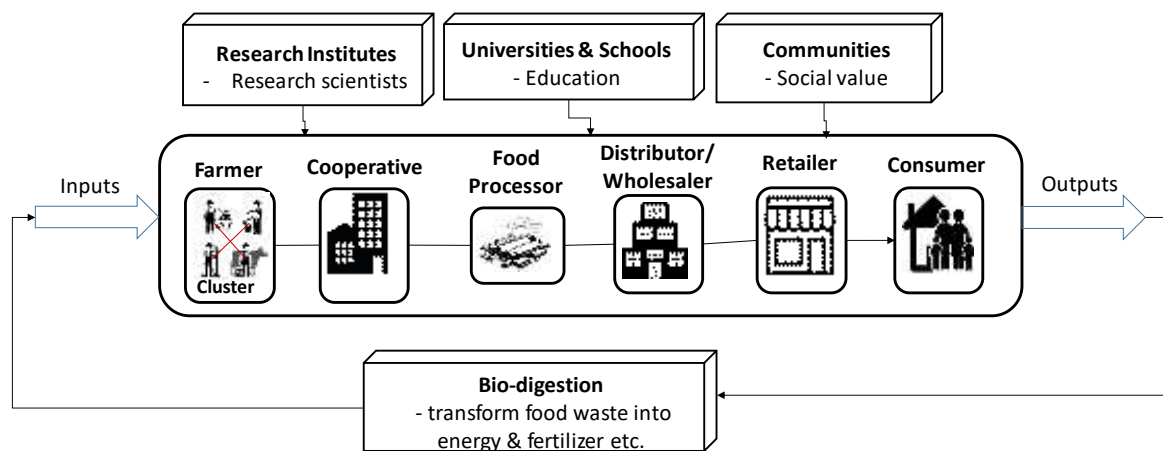 Research Institutes
- Research scientists
Universities & Schools
- Education
Communities
- Social value
Inputs
Farmer
Cluster
Cooperative
Food
Processor
Distributor/
Wholesaler
Retailer
Consumer
Outputs
Bio-digestion
- transform food waste into
energy & fertilizer etc.